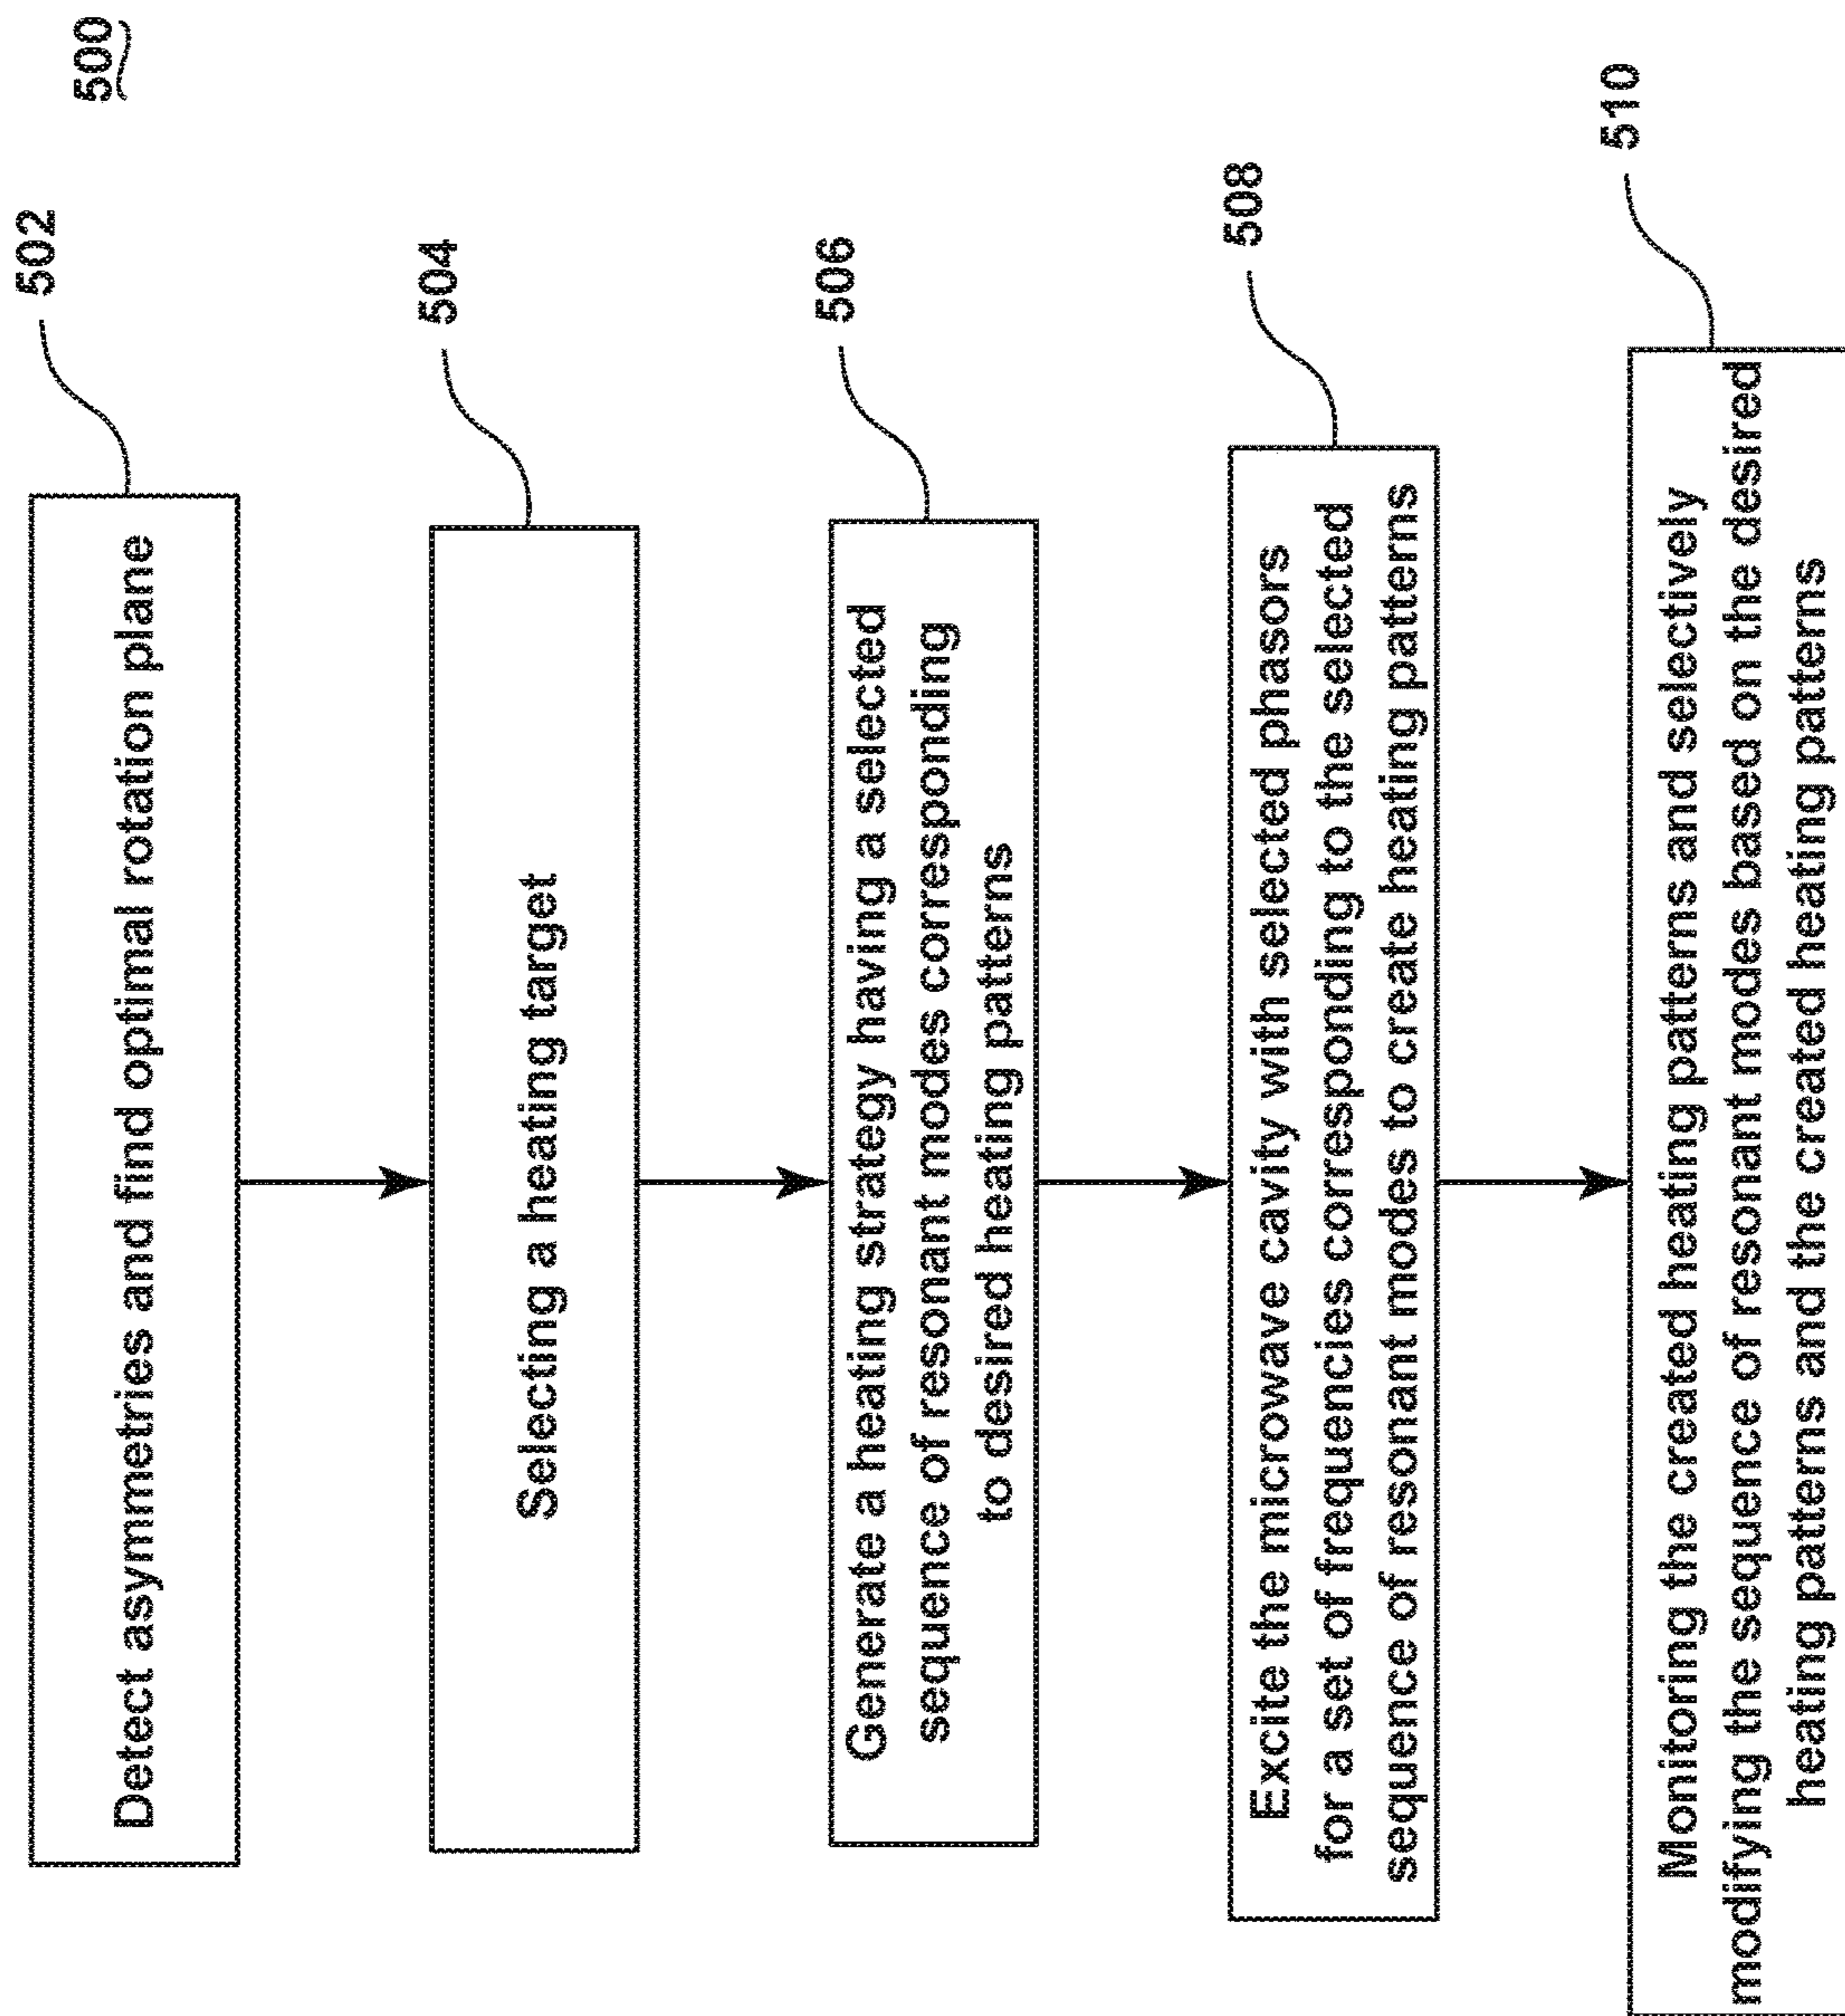 500
502
Detect asymmetries and find optimal rotation plane
504
Selecting a heating target
506
Generate a heating strategy having a selected
sequence of resonant modes corresponding
to desired heating patterns
508
Excite the microwave cavity with selected phasors
for a set of frequencies corresponding to the selected
sequence of resonant modes to create heating patterns
510
Monitoring the created heating patterns and selectively
modifying the sequence of resonant modes based on the desired
heating patterns and the created heating patterns